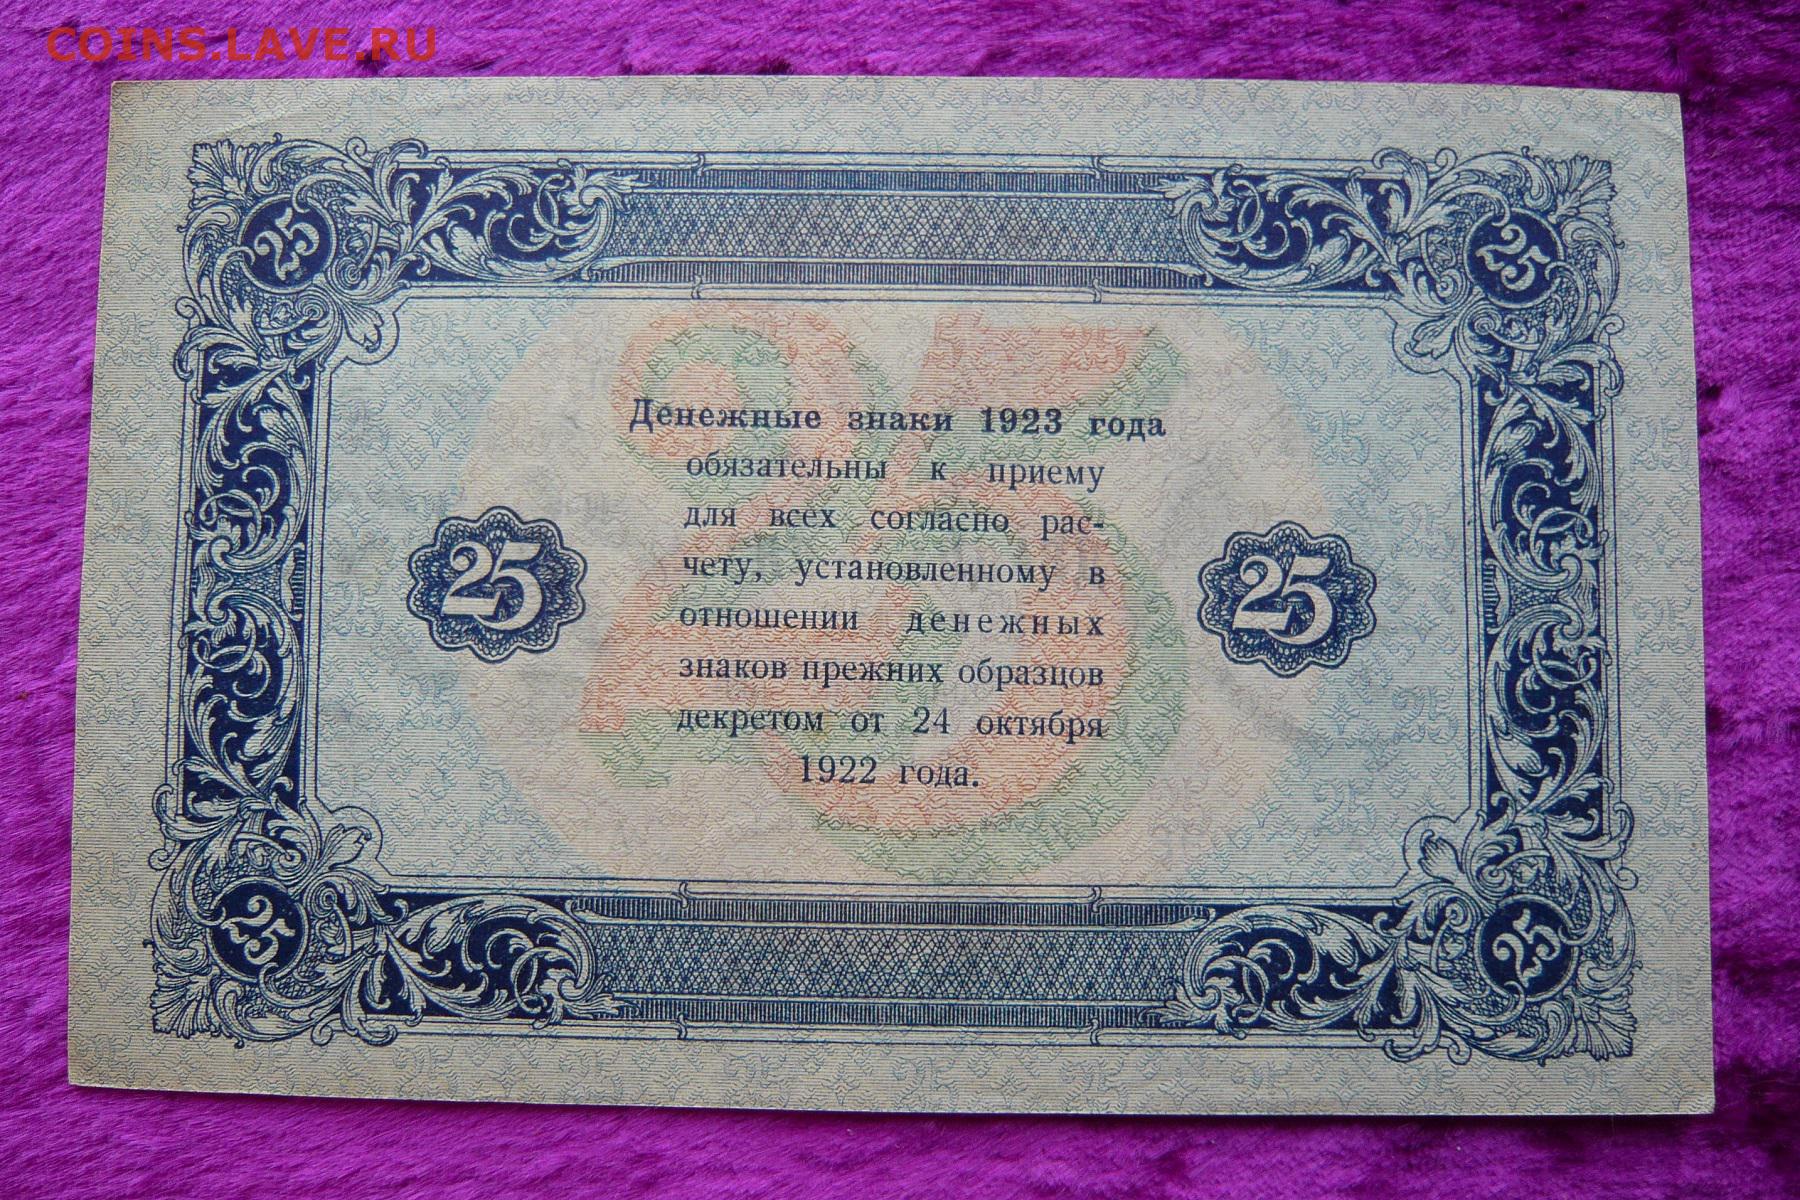 COINS.LAVE.RU
25 25
Денежные знаки 1923 года
обязательны к приему
для всех согласно рас-
чету, установленному в
отношении денежных
знаков прежних образцов
декретом от 24 октября
1922 года.
25 25
25 25
25